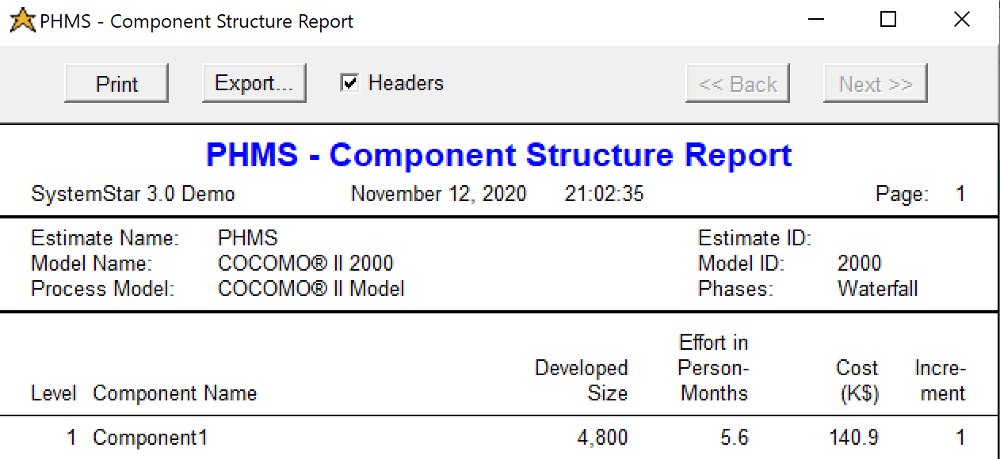 PHMS - Component Structure Report
Print Export... Headers << Back Next >>
PHMS - Component Structure Report
SystemStar 3.0 Demo November 12, 2020 21:02:35 Page: 1
Estimate Name: PHMS Estimate ID:
Model Name: COCOMO® II 2000 Model ID: 2000
Process Model: COCOMO® II Model Phases: Waterfall
Effort in
Developed Person- Cost Incre-
Level Component Name Size Months (K$) ment
1 Component1 4,800 5.6 140.9 1